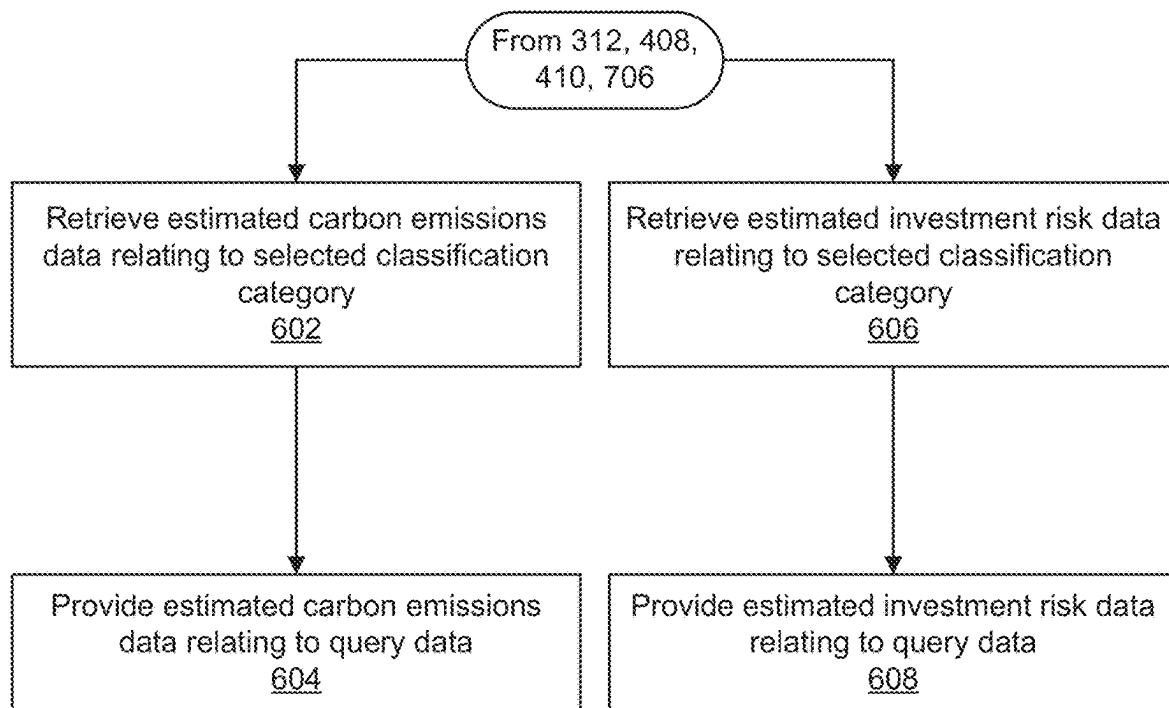 From 312, 408,
410, 706
Retrieve estimated carbon emissions
data relating to selected classification
category
602
Retrieve estimated investment risk data
relating to selected classification
category
606
Provide estimated carbon emissions
data relating to query data
604
Provide estimated investment risk data
relating to query data
608